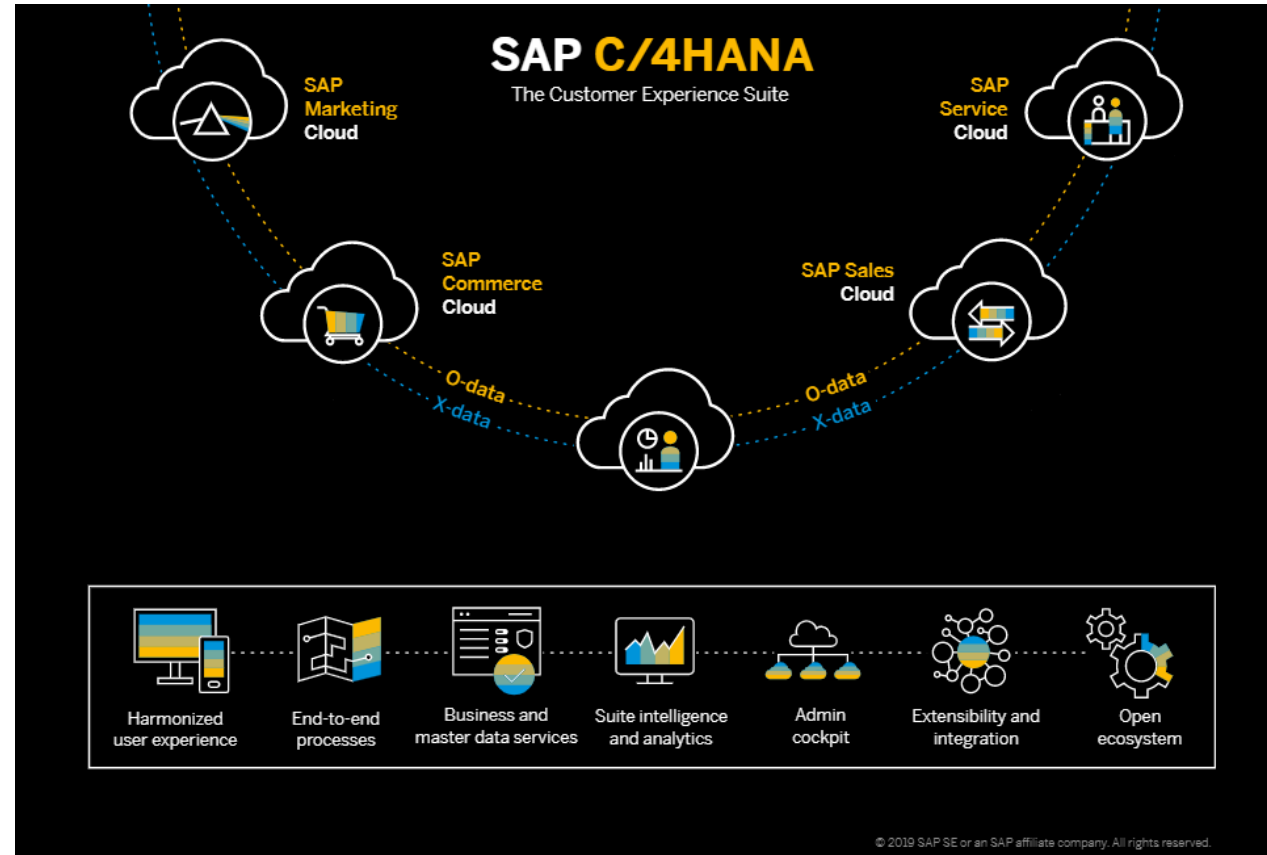 SAP C/4HANA
The Customer Experience Suite
SAP
Marketing
Cloud
SAP
Service
Cloud
SAP
Commerce
Cloud
SAP Sales
Cloud
O-data
X-data
O-data
X-data
Harmonized
user experience
End-to-end
processes
Business and
master data services
Suite intelligence
and analytics
Admin
cockpit
Extensibility and
integration
Open
ecosystem
© 2019 SAP SE or an SAP affiliate company. All rights reserved.